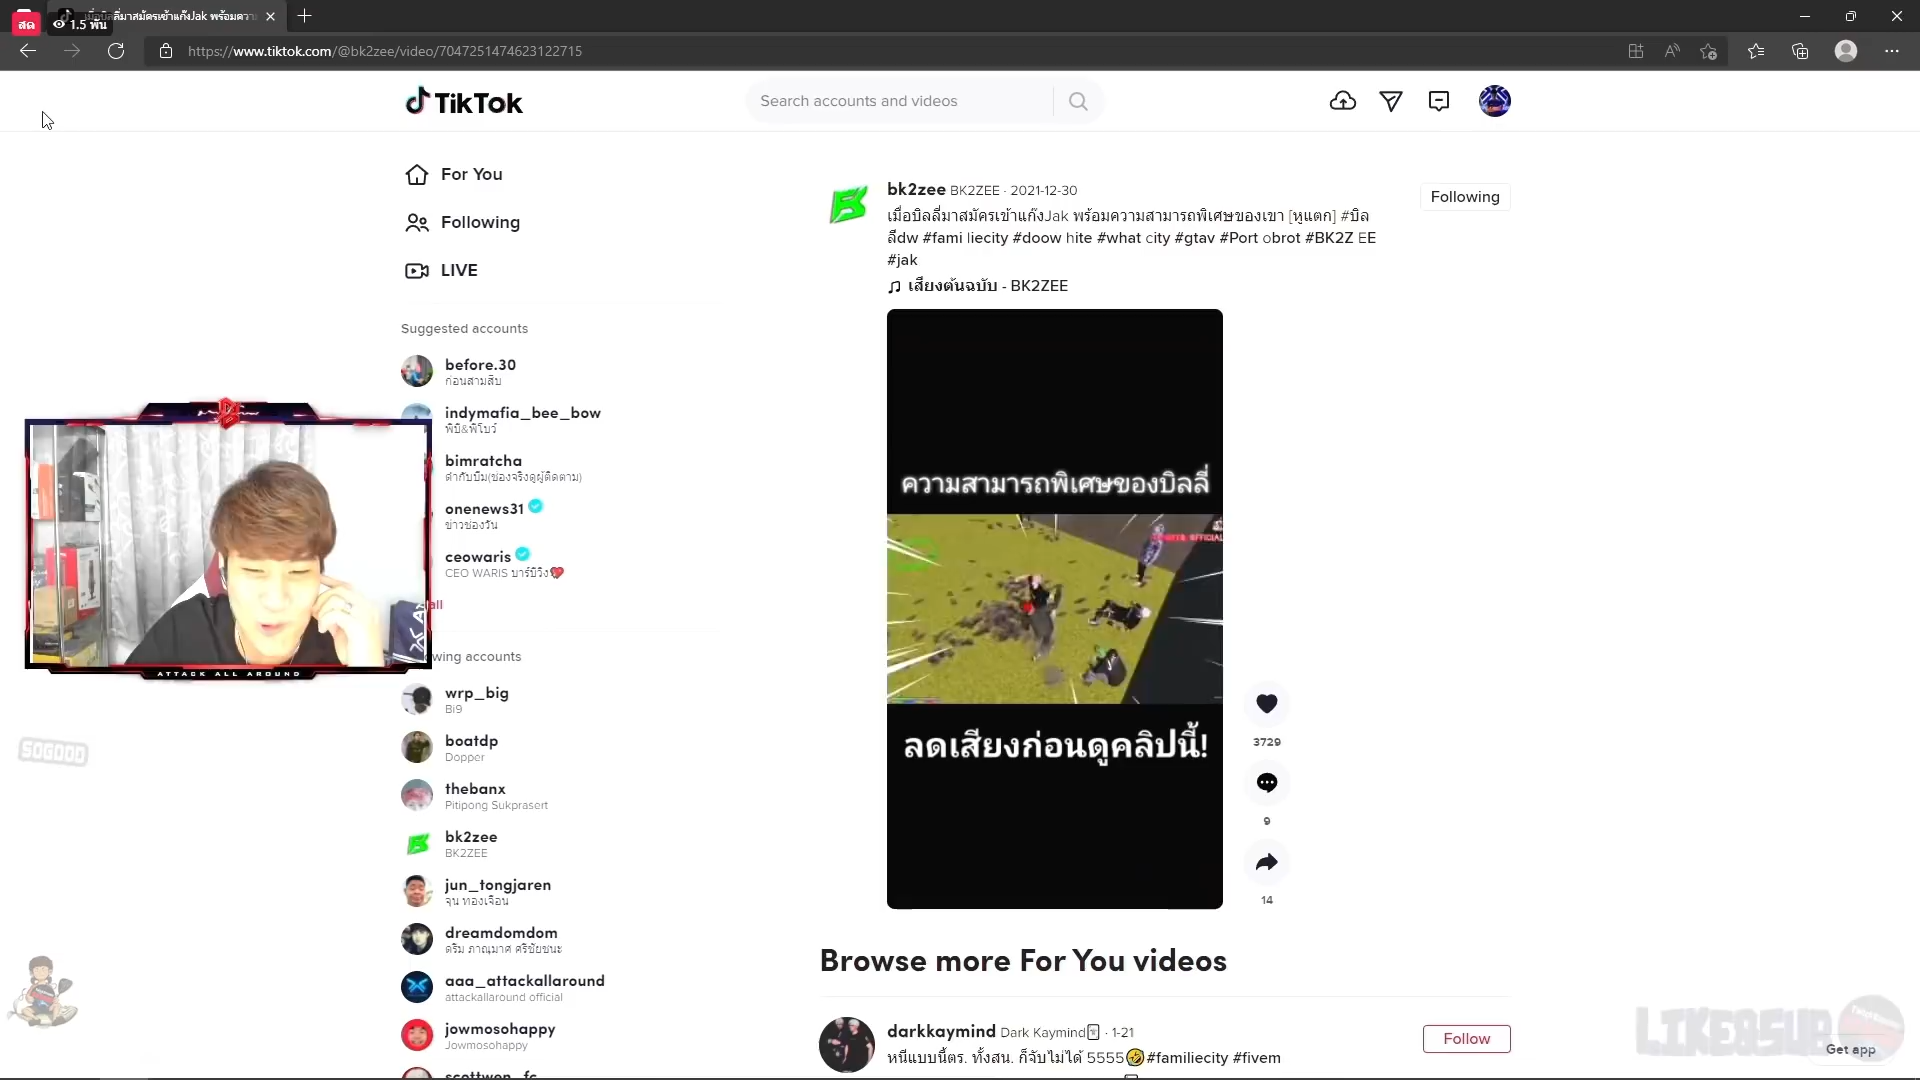 สด
1.5 พัน
เมื่อบิลลี่มาสมัครเข้าแก๊งJak พร้อมควา
https://www.tiktok.com/@bk2zee/video/7047251474623122715
TikTok
Search accounts and videos
For You
Following
LIVE
Suggested accounts
before.30
ก่อนสามสิบ
indymafia_bee_bow
พี่บี&พี่โบว์
bimratcha
ตำกับบีม(ช่องจริงดูผู้ติดตาม)
onenews31
ข่าวช่องวัน
ceowaris
CEO WARIS บาร์บีวิง💖
all
wing accounts
wrp_big
Bi9
boatdp
Dopper
thebanx
Pitipong Sukprasert
bk2zee
BK2ZEE
jun_tongjaren
จุน ทองเจือน
dreamdomdom
ดรีม ภาณุมาศ ศรีชัยชนะ
aaa_attackallaround
attackallaround official
jowmosohappy
Jowmosohappy
ATTACK ALL AROUND
SOGOOD
bk2zee BK2ZEE · 2021-12-30
Following
เมื่อบิลลี่มาสมัครเข้าแก๊งJak พร้อมความสามารถพิเศษของเขา [หูแตก] #บิล
ลี่dw #fami liecity #doow hite #what city #gtav #Port obrot #BK2Z EE
#jak
♫ เสียงต้นฉบับ - BK2ZEE
ความสามารถพิเศษของบิลลี่
ลดเสียงก่อนดูคลิปนี้!
3729
9
14
Browse more For You videos
darkkaymind Dark Kaymind🃏 · 1-21
Follow
หนีแบบนี้ตร. ทั้งสน. ก็จับไม่ได้ 5555🤣#familiecity #fivem
LIKE&SUB
Get app